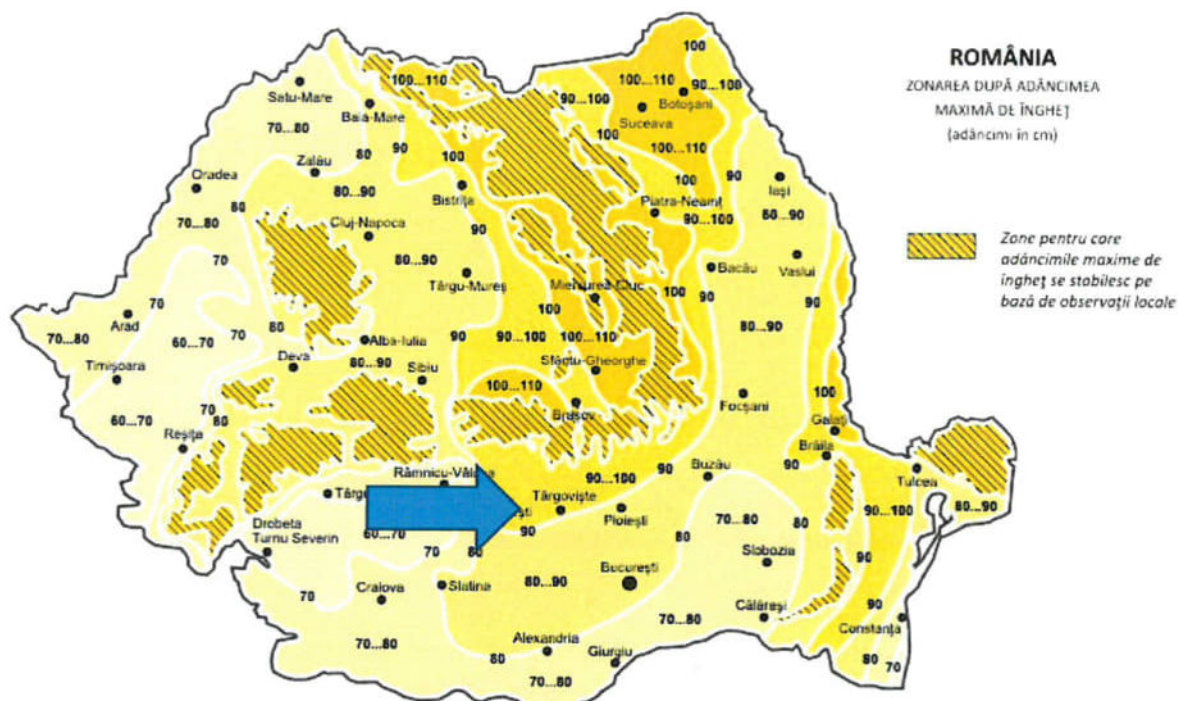 ROMÂNIA
ZONAREA DUPĂ ADÂNCIMEA
MAXIMĂ DE ÎNGHEȚ
(adâncimi în cm)
Zone pentru care
adâncimile maxime de
îngheț se stabilesc pe
bază de observații locale
100
100...110
100...110
90...100
90...100
Satu-Mare
Botoșani
Baia-Mare
Suceava
70...80
100
100...110
80
90
100
Zalău
90
Oradea
80...90
Bistrița
100
Iași
80
Piatra-Neamț
80...90
70...80
Cluj-Napoca
90
90...100
70
80...90
Târgu-Mureș
Bacău
Vaslui
Miercurea-Ciuc
100
90
90
70
100
Arad
70...80
60...70
70
80
Alba-Iulia
90
90...100
100...110
80...90
Timișoara
Deva
80...90
Sibiu
Sfântu-Gheorghe
100...110
Focșani
100
60...70
70
80
Brașov
Galați
Reșița
Brăila
90
Râmnicu-Vâlcea
90...100
90
Buzău
Tulcea
Târgoviște
Ploiești
70...80
80
90...100
80...90
90
Drobeta
Turnu Severin
60...70
70
80
80
Slobozia
90
București
80...90
70
Craiova
Slatina
Călărași
90
70...80
70...80
Constanța
Alexandria
80
Giurgiu
80
70
70...80